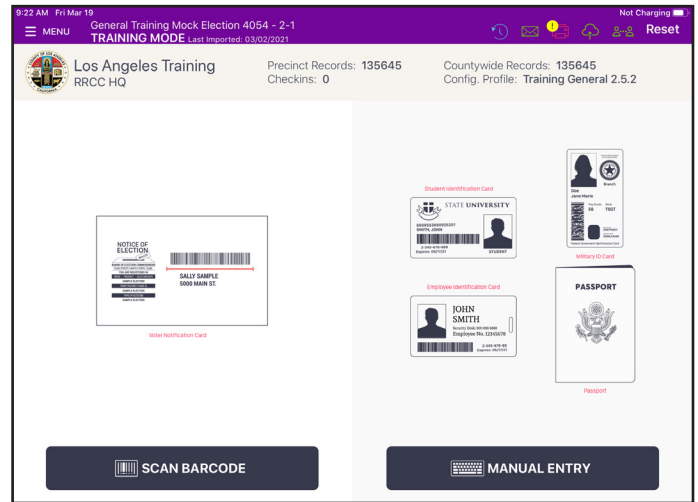 9:22 AM Fri Mar 19
Not Charging
MENU
General Training Mock Election 4054 - 2-1
TRAINING MODE Last Imported: 03/02/2021
Reset
Los Angeles Training
RRCC HQ
Precinct Records: 135645
Checkins: 0
Countywide Records: 135645
Config. Profile: Training General 2.5.2
NOTICE OF
ELECTION
SALLY SAMPLE
5000 MAIN ST.
Voter Notification Card
Student Identification Card
STATE UNIVERSITY
SMITH, JOHN
STUDENT
Doe
Jane Marie
Branch
Military ID Card
Employee Identification Card
JOHN
SMITH
Employee No. 12345678
PASSPORT
Passport
SCAN BARCODE
MANUAL ENTRY